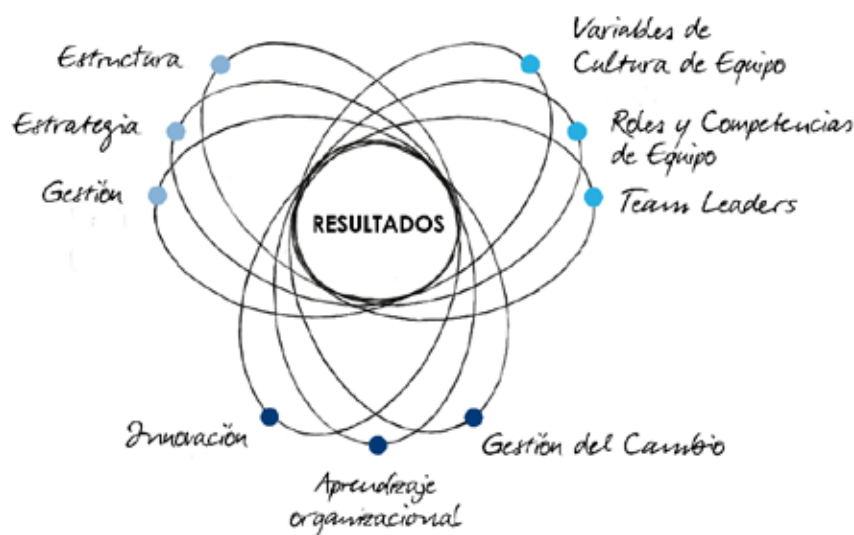 Estructura
Estrategia
Gestión
Variables de
Cultura de Equipo
Roles y Competencias
de Equipo
Team Leaders
RESULTADOS
Innovación
Aprendizaje
organizacional
Gestión del Cambio